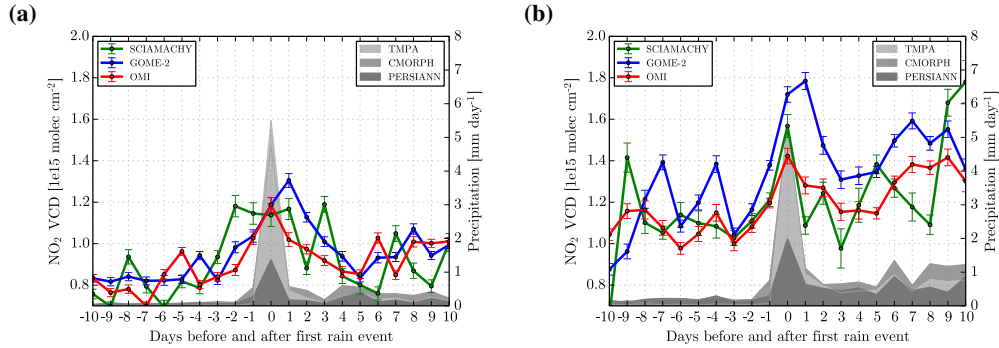 (a)
2.0
1.8
1.6
1.4
1.2
1.0
0.8
NO₂ VCD [1e15 molec cm⁻²]
SCIAMACHY
GOME-2
OMI
TMPA
CMORPH
PERSIANN
8
7
6
5
4
3
2
1
0
Precipitation [mm day⁻¹]
-10 -9 -8 -7 -6 -5 -4 -3 -2 -1 0 1 2 3 4 5 6 7 8 9 10
Days before and after first rain event
(b)
2.0
1.8
1.6
1.4
1.2
1.0
0.8
NO₂ VCD [1e15 molec cm⁻²]
SCIAMACHY
GOME-2
OMI
TMPA
CMORPH
PERSIANN
8
7
6
5
4
3
2
1
0
Precipitation [mm day⁻¹]
-10 -9 -8 -7 -6 -5 -4 -3 -2 -1 0 1 2 3 4 5 6 7 8 9 10
Days before and after first rain event